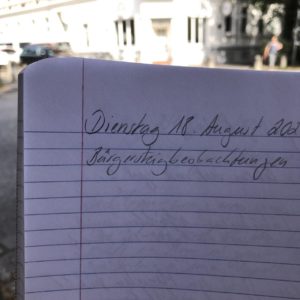 Dienstag 18. August 202
Bürgersteigbeobachtungen